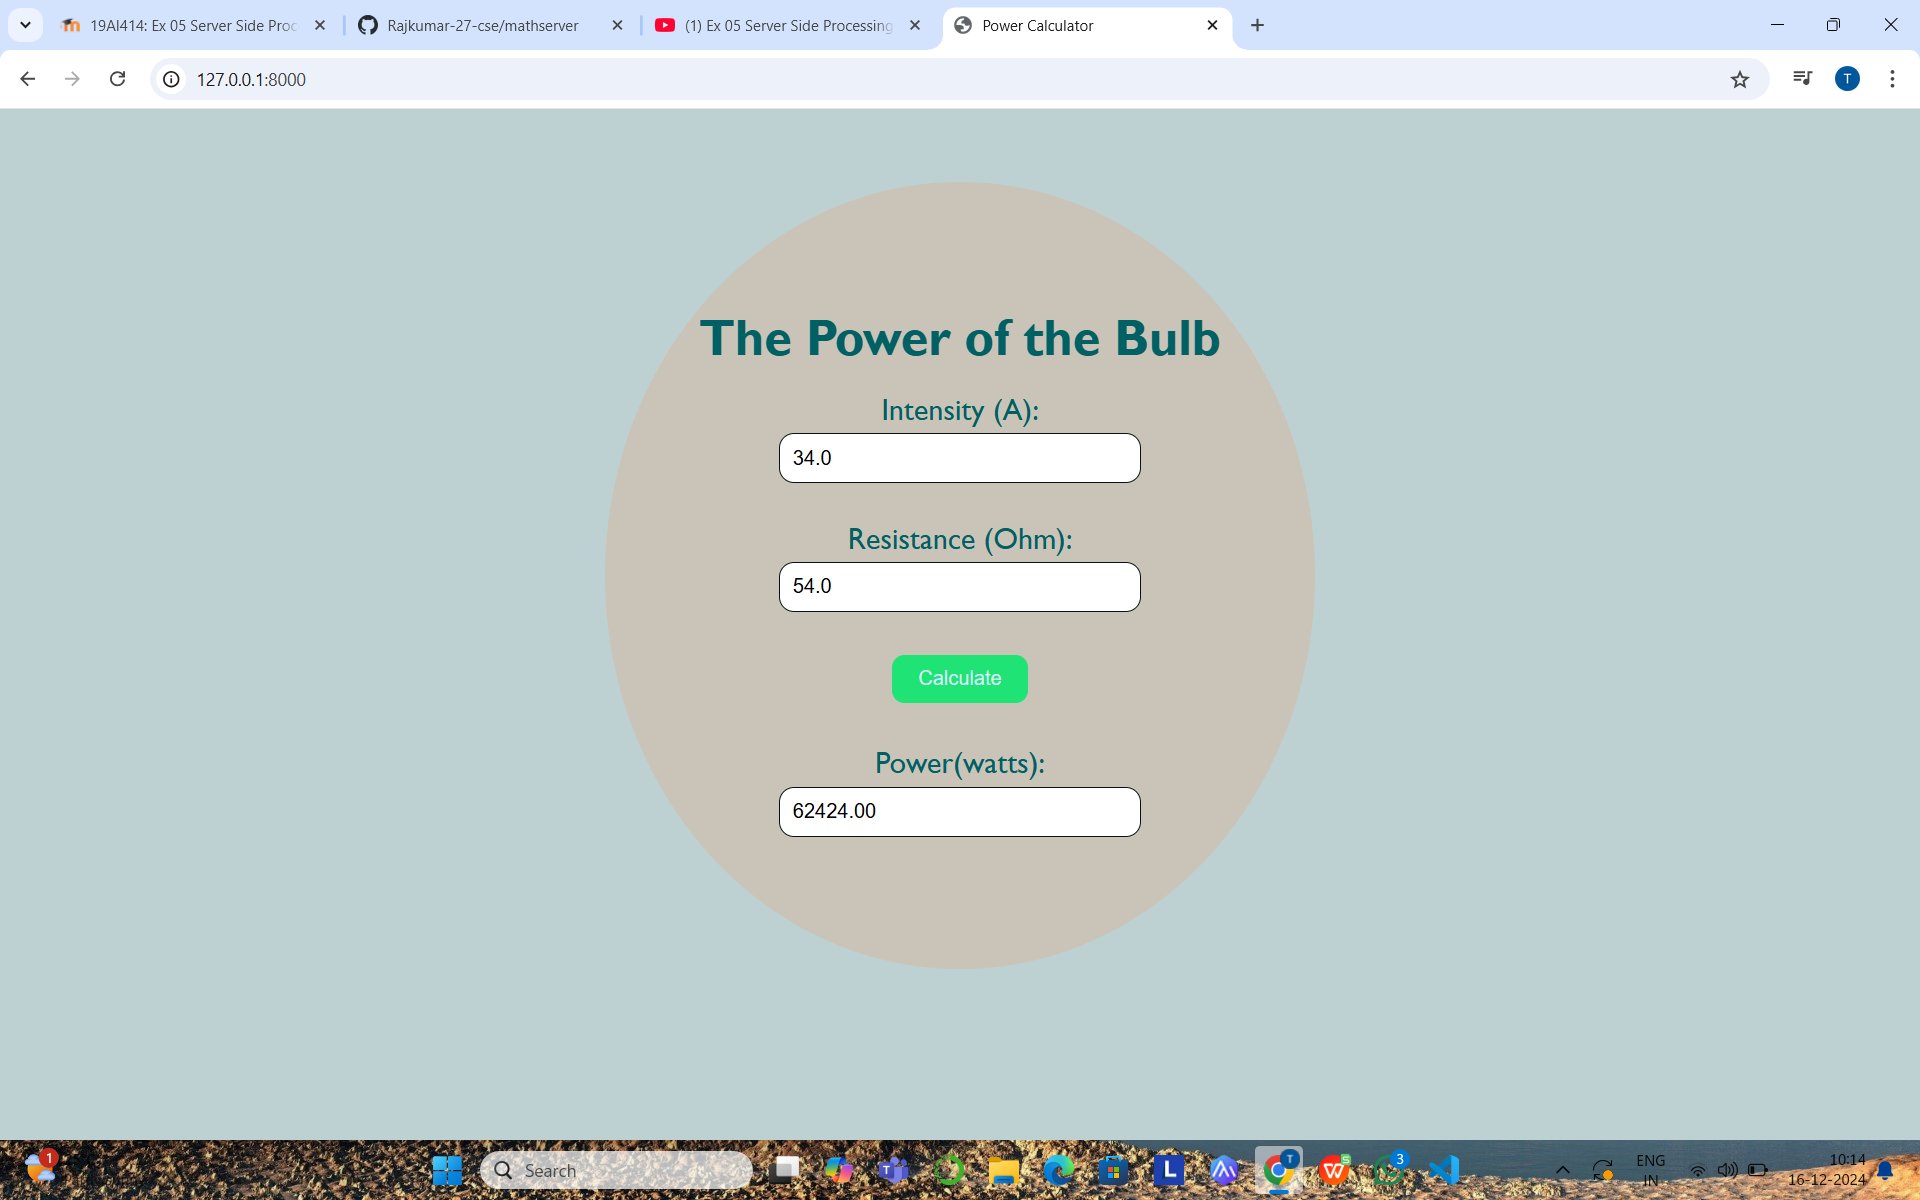 19AI414: Ex 05 Server Side Proc
Rajkumar-27-cse/mathserver
(1) Ex 05 Server Side Processing
Power Calculator
127.0.0.1:8000
T
The Power of the Bulb
Intensity (A):
34.0
Resistance (Ohm):
54.0
Calculate
Power(watts):
62424.00
1
Search
T
3
ENG
IN
10:14
16-12-2024